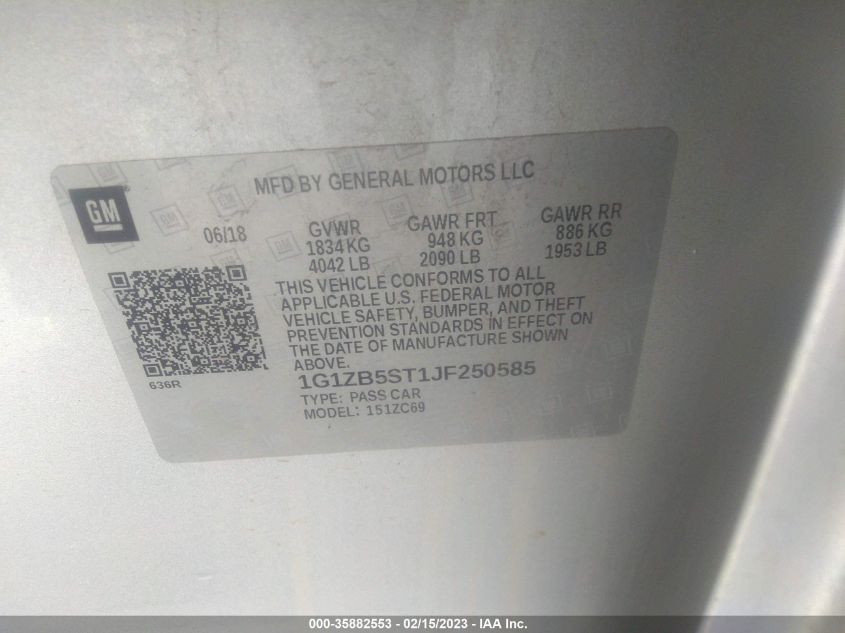 MFD BY GENERAL MOTORS LLC
GM
06/18
GVWR GAWR FRT GAWR RR
1834 KG 948 KG 886 KG
4042 LB 2090 LB 1953 LB
THIS VEHICLE CONFORMS TO ALL
APPLICABLE U.S. FEDERAL MOTOR
VEHICLE SAFETY, BUMPER, AND THEFT
PREVENTION STANDARDS IN EFFECT ON
THE DATE OF MANUFACTURE SHOWN
ABOVE.
636R
1G1ZB5ST1JF250585
TYPE: PASS CAR
MODEL: 151ZC69
000-35882553 - 02/15/2023 - IAA Inc.